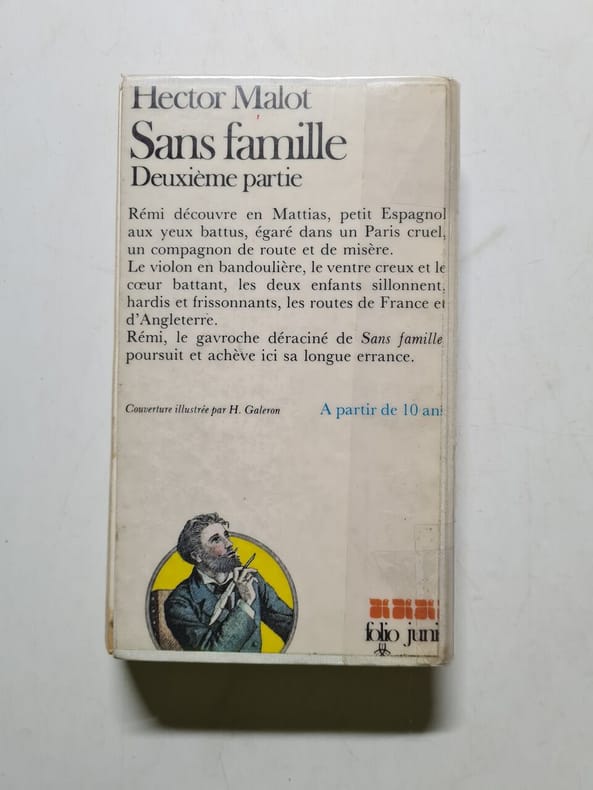 Hector Malot
Sans famille
Deuxième partie
Rémi découvre en Mattias, petit Espagnol
aux yeux battus, égaré dans un Paris cruel,
un compagnon de route et de misère.
Le violon en bandoulière, le ventre creux et le
cœur battant, les deux enfants sillonnent,
hardis et frissonnants, les routes de France et
d'Angleterre.
Rémi, le gavroche déraciné de Sans famille
poursuit et achève ici sa longue errance.
Couverture illustrée par H. Galeron
A partir de 10 ans
folio juni